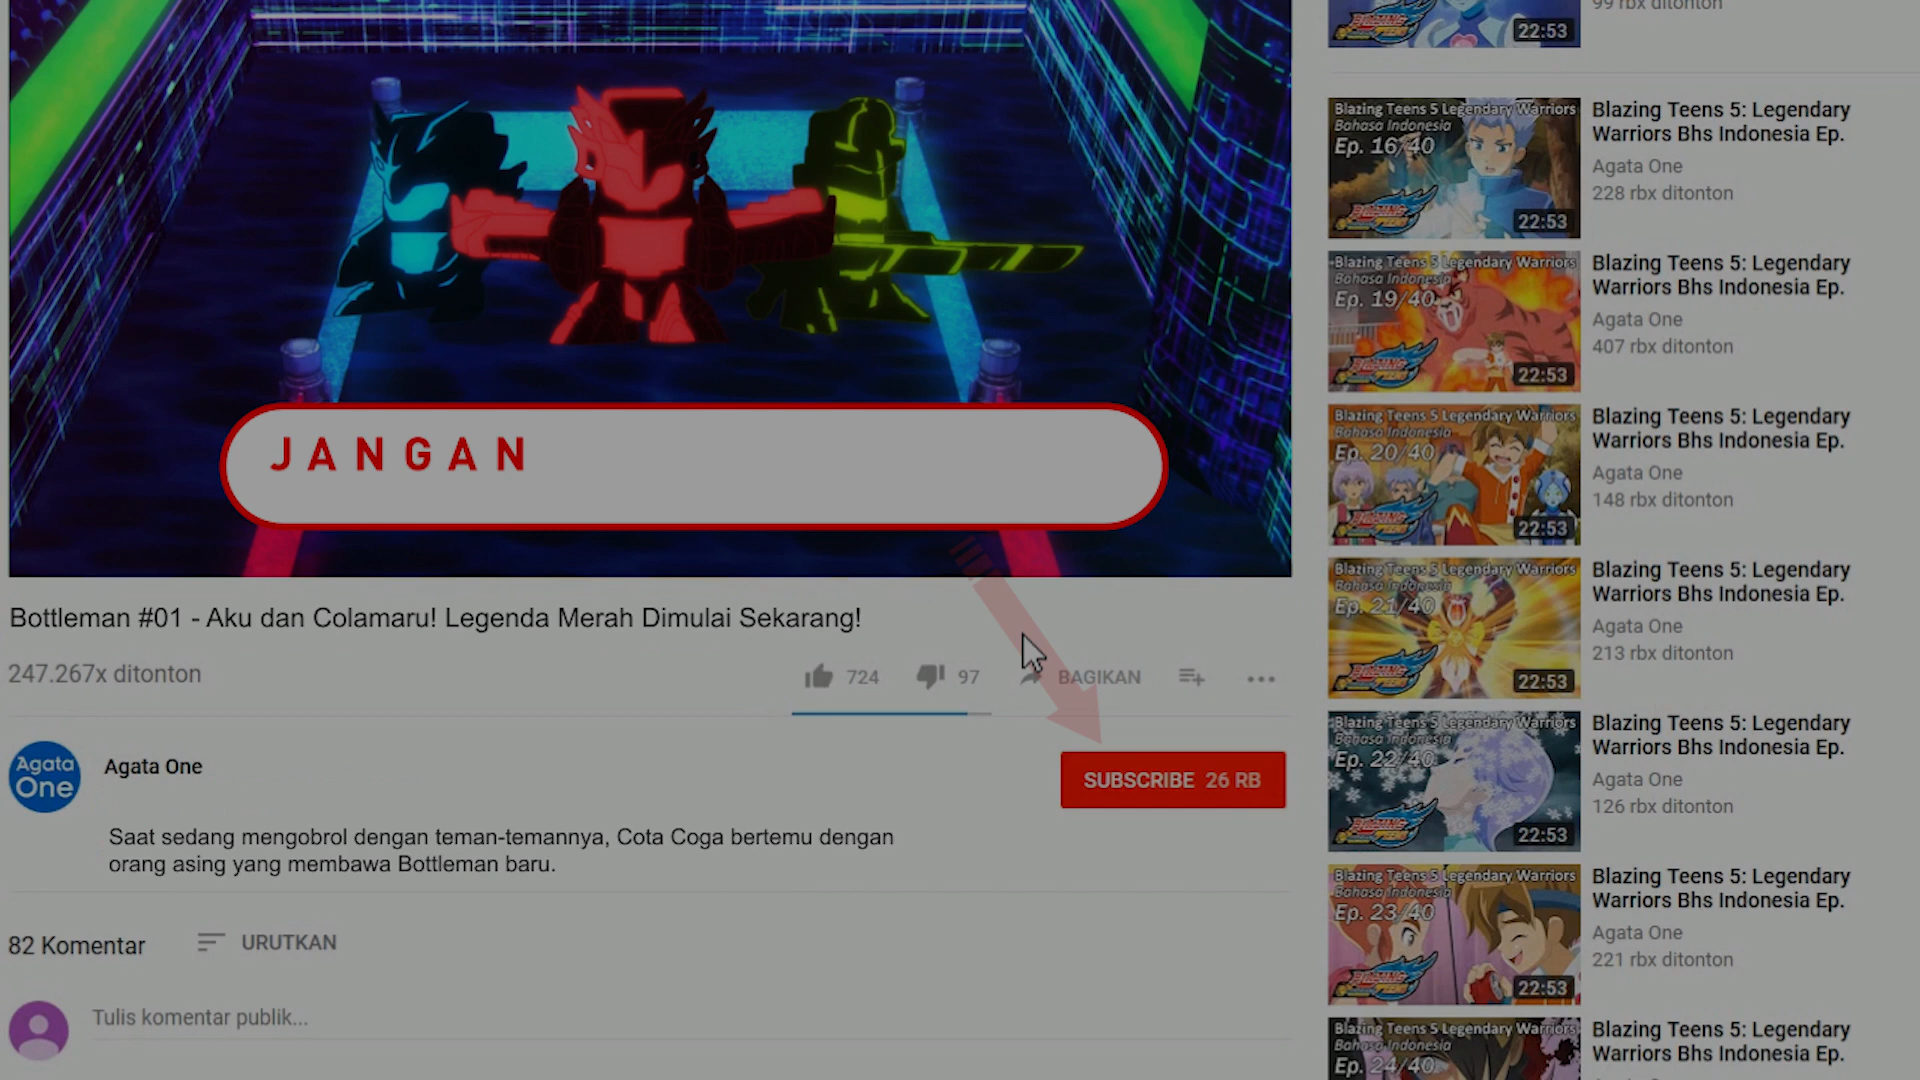 JANGAN
Bottleman #01 - Aku dan Colamaru! Legenda Merah Dimulai Sekarang!
247.267x ditonton
724
97
BAGIKAN
Agata One
Agata One
SUBSCRIBE 26 RB
Saat sedang mengobrol dengan teman-temannya, Cota Coga bertemu dengan
orang asing yang membawa Bottleman baru.
82 Komentar
URUTKAN
Tulis komentar publik...
99 rbx ditonton
22:53
Blazing Teens 5 Legendary Warriors
Bahasa Indonesia
Ep. 16/40
22:53
Blazing Teens 5: Legendary
Warriors Bhs Indonesia Ep.
Agata One
228 rbx ditonton
Blazing Teens 5 Legendary Warriors
Bahasa Indonesia
Ep. 19/40
22:53
Blazing Teens 5: Legendary
Warriors Bhs Indonesia Ep.
Agata One
407 rbx ditonton
Blazing Teens 5 Legendary Warriors
Bahasa Indonesia
Ep. 20/40
22:53
Blazing Teens 5: Legendary
Warriors Bhs Indonesia Ep.
Agata One
148 rbx ditonton
Blazing Teens 5 Legendary Warriors
Bahasa Indonesia
Ep. 21/40
22:53
Blazing Teens 5: Legendary
Warriors Bhs Indonesia Ep.
Agata One
213 rbx ditonton
Blazing Teens 5 Legendary Warriors
Bahasa Indonesia
Ep. 22/40
22:53
Blazing Teens 5: Legendary
Warriors Bhs Indonesia Ep.
Agata One
126 rbx ditonton
Blazing Teens 5 Legendary Warriors
Bahasa Indonesia
Ep. 23/40
22:53
Blazing Teens 5: Legendary
Warriors Bhs Indonesia Ep.
Agata One
221 rbx ditonton
Blazing Teens 5 Legendary Warriors
Bahasa Indonesia
Ep. 24/40
Blazing Teens 5: Legendary
Warriors Bhs Indonesia Ep.